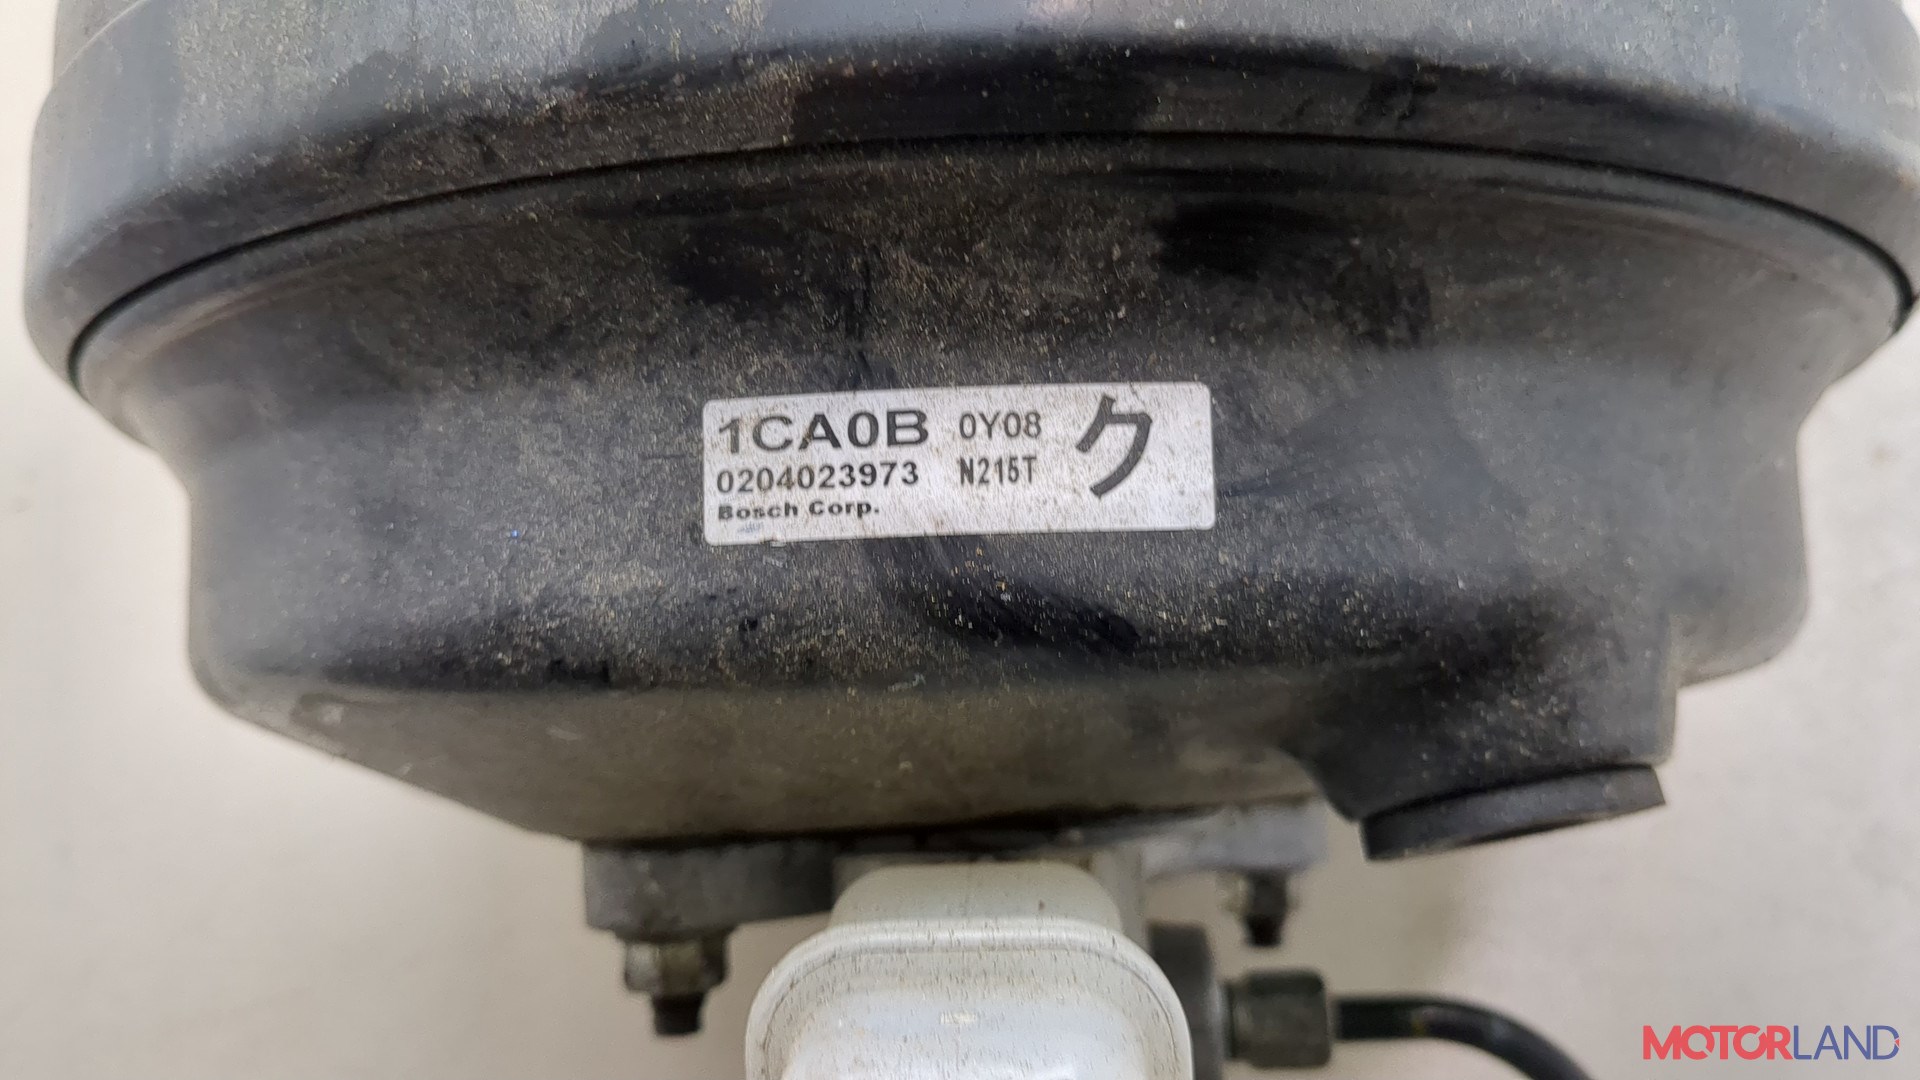 1CA0B 0Y08 ク
0204023973 N215T
Bosch Corp.
MOTORLAND